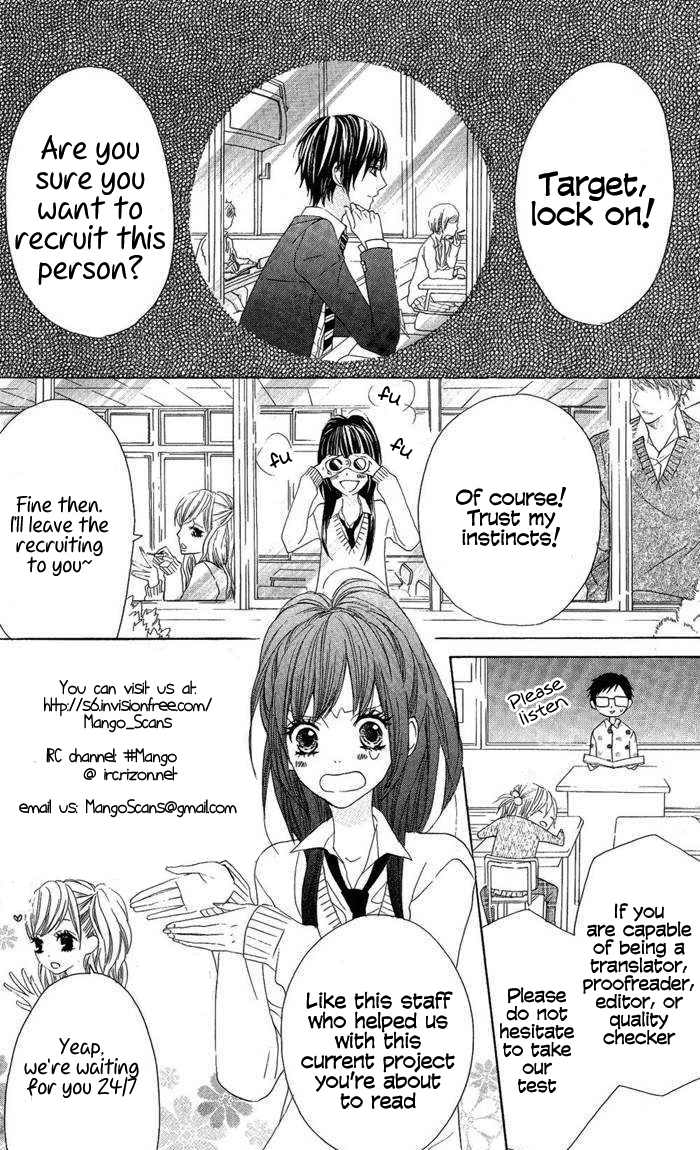 Target,
lock on!
Are you
sure you
want to
recruit this
person?
fu
fu
fu
Of course!
Trust my
instincts!
Fine then.
I'll leave the
recruiting
to you~
Please
listen
If you
are capable
of being a
translator,
proofreader,
editor, or
quality
checker
Please
do not
hesitate
to take
our
test
You can visit us at:
http://s6.invisionfree.com/
Mango_Scans
IRC channel: #Mango
@ irc.rizon.net
email us: MangoScans@gmail.com
Like this staff
who helped us
with this
current project
you're about
to read
Yeap,
we're waiting
for you 24/7